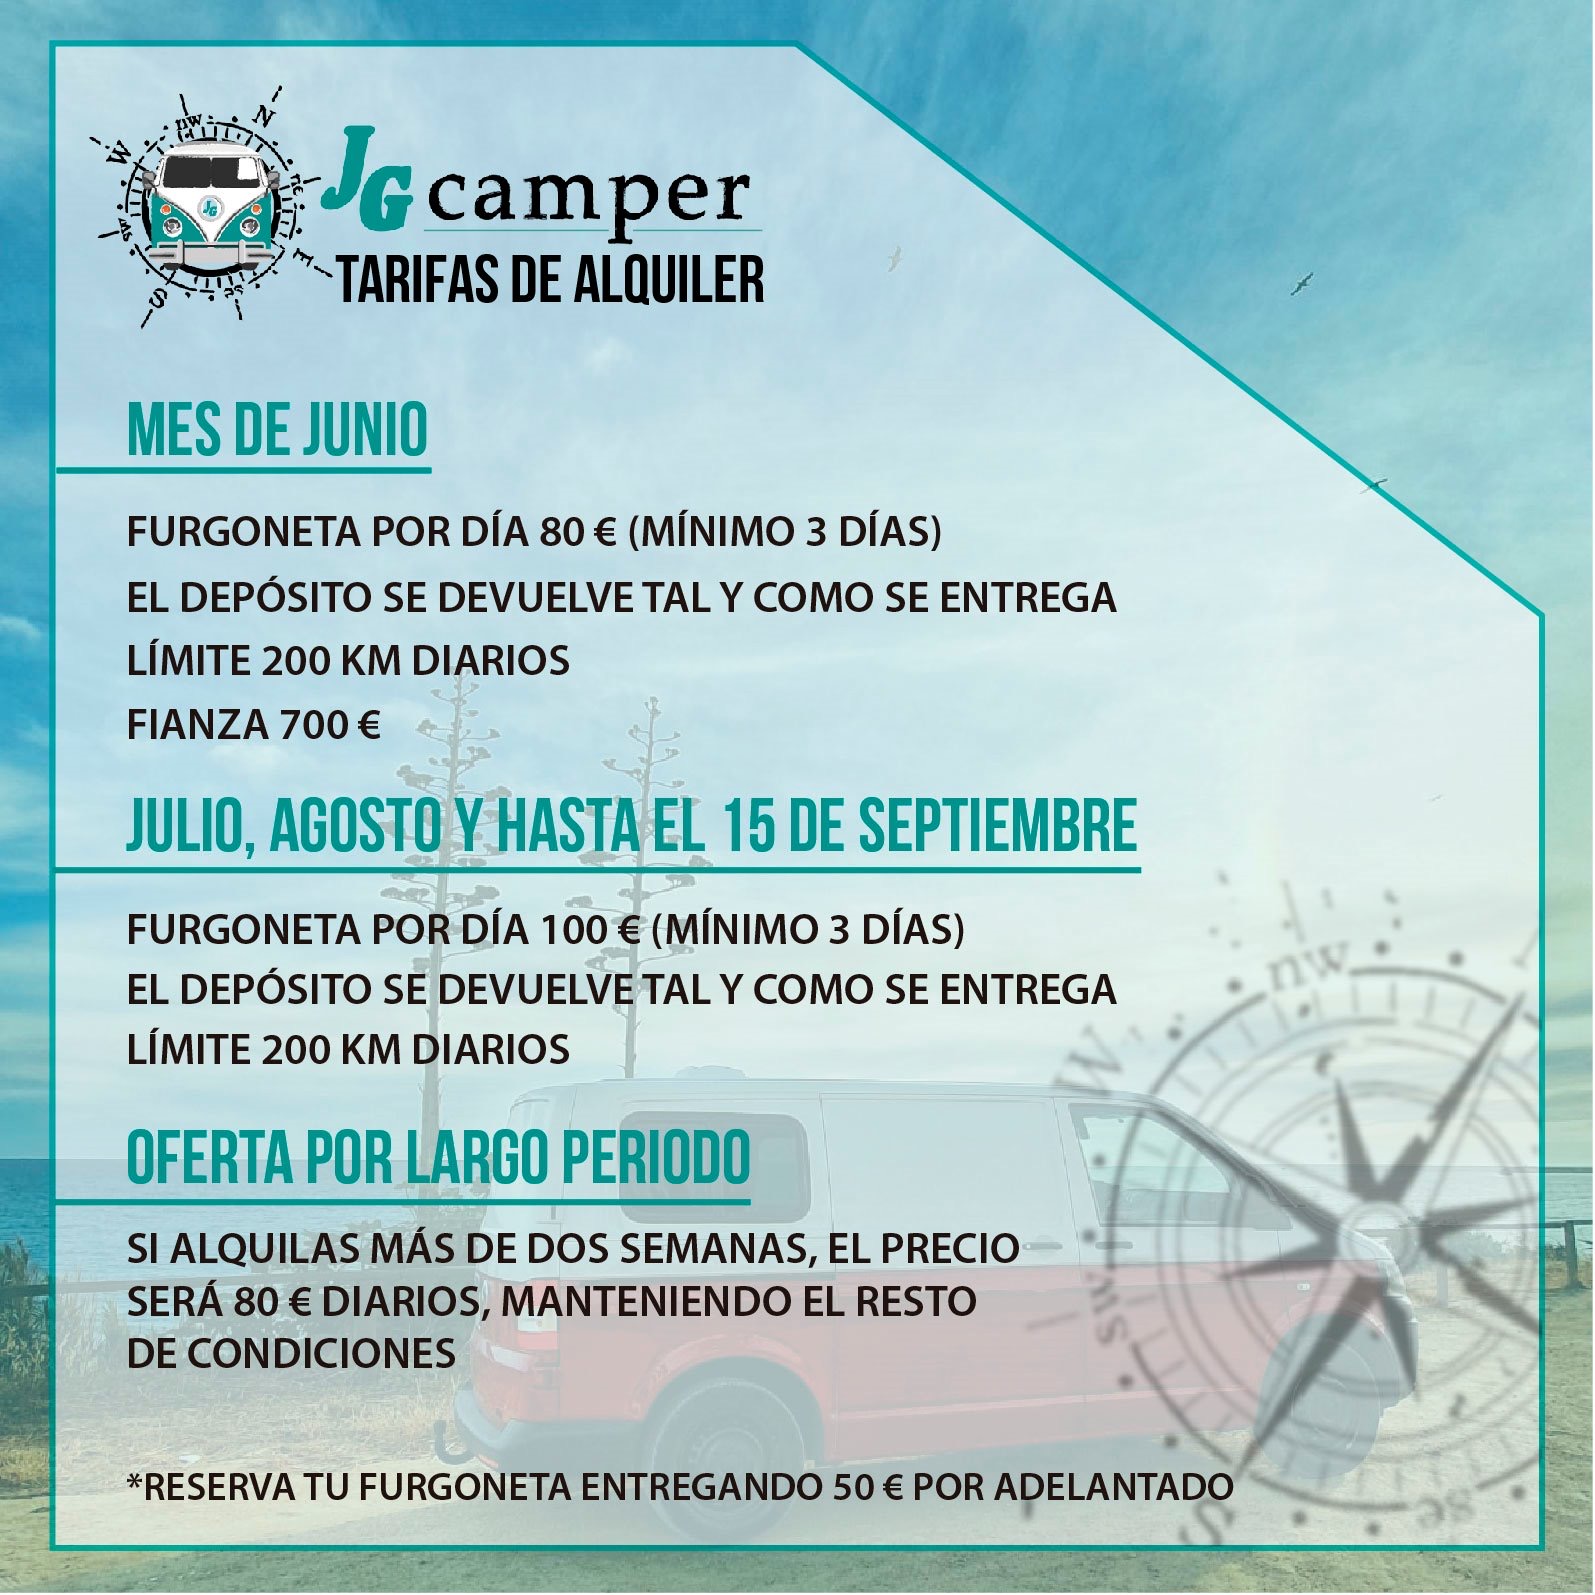 JG camper
TARIFAS DE ALQUILER
MES DE JUNIO
FURGONETA POR DÍA 80 € (MÍNIMO 3 DÍAS)
EL DEPÓSITO SE DEVUELVE TAL Y COMO SE ENTREGA
LÍMITE 200 KM DIARIOS
FIANZA 700 €
JULIO, AGOSTO Y HASTA EL 15 DE SEPTIEMBRE
FURGONETA POR DÍA 100 € (MÍNIMO 3 DÍAS)
EL DEPÓSITO SE DEVUELVE TAL Y COMO SE ENTREGA
LÍMITE 200 KM DIARIOS
OFERTA POR LARGO PERIODO
SI ALQUILAS MÁS DE DOS SEMANAS, EL PRECIO
SERÁ 80 € DIARIOS, MANTENIENDO EL RESTO
DE CONDICIONES
*RESERVA TU FURGONETA ENTREGANDO 50 € POR ADELANTADO